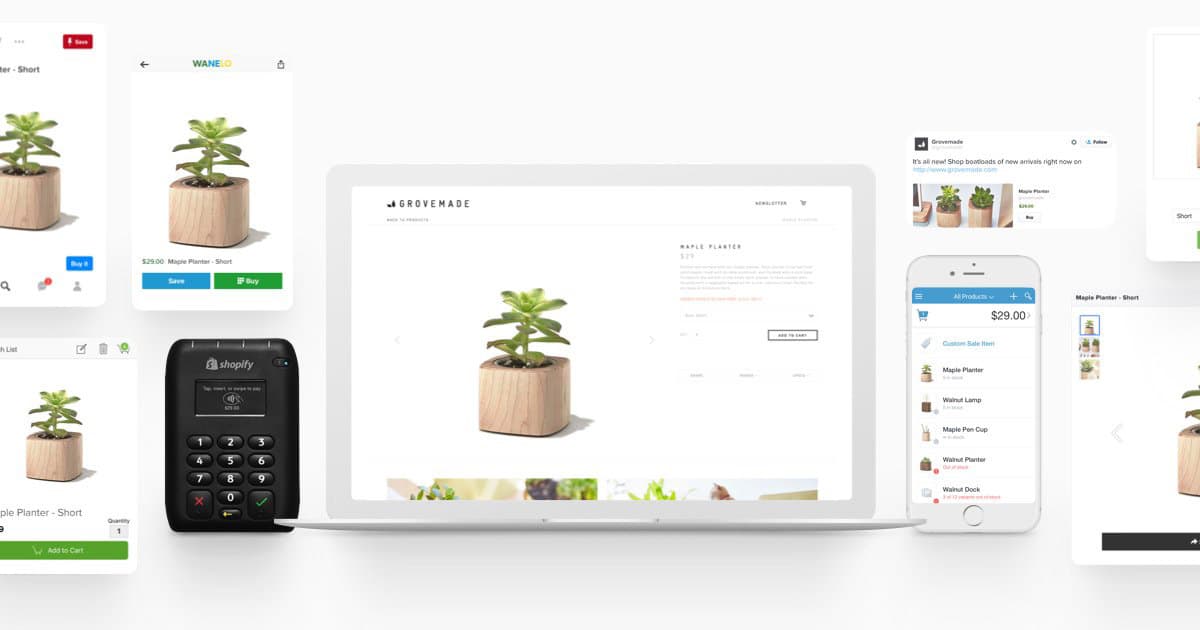 Save
ter - Short
Buy it
WANELO
$29.00 Maple Planter - Short
Save
Buy
h List
ple Planter - Short
9
Quantity
1
Add to Cart
shopify
Tap, insert, or swipe to pay
$29.00
1 2 3
4 5 6
7 8 9
0
GROVEMADE
NEWSLETTER
BACK TO PRODUCTS
MAPLE PLANTER
MAPLE PLANTER
$29
ADD TO CART
SHARE
Grovemade
Follow
It's all new! Shop boatloads of new arrivals right now on
http://www.grovemade.com
Maple Planter
grovemade
$29.00
Buy
All Products
$29.00
Custom Sale Item
Maple Planter
Walnut Lamp
Maple Pen Cup
Walnut Planter
Out of stock
Walnut Dock
Short
Maple Planter - Short